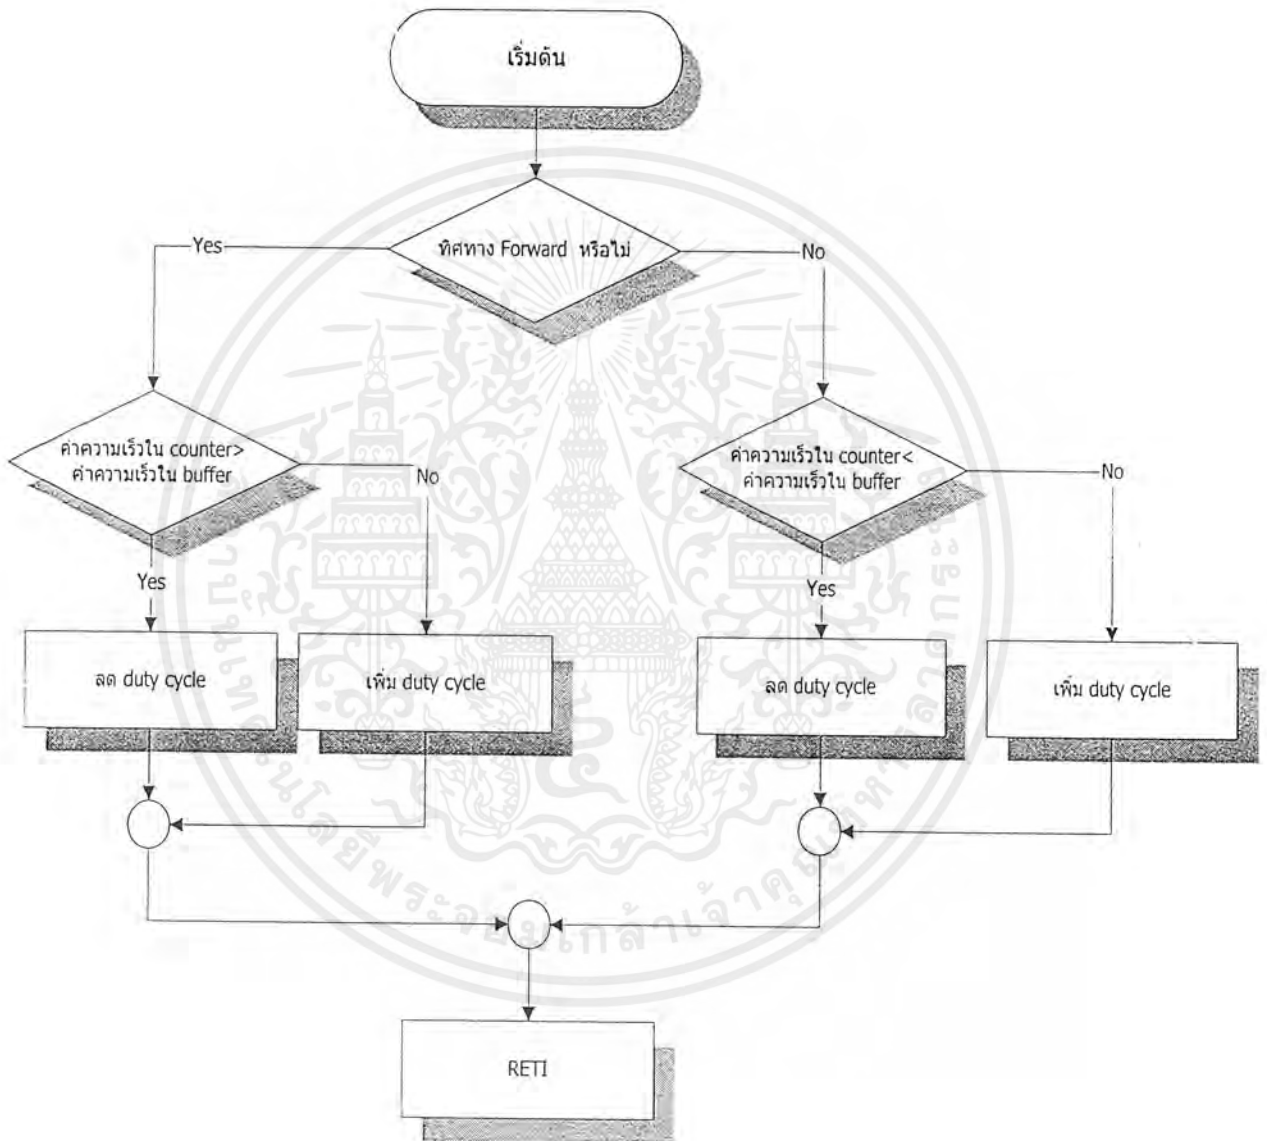 เริ่มต้น
ทิศทาง Forward หรือไม่
Yes
No
ค่าความเร็วใน counter>
ค่าความเร็วใน buffer
No
Yes
ค่าความเร็วใน counter<
ค่าความเร็วใน buffer
No
Yes
ลด duty cycle
เพิ่ม duty cycle
ลด duty cycle
เพิ่ม duty cycle
RETI